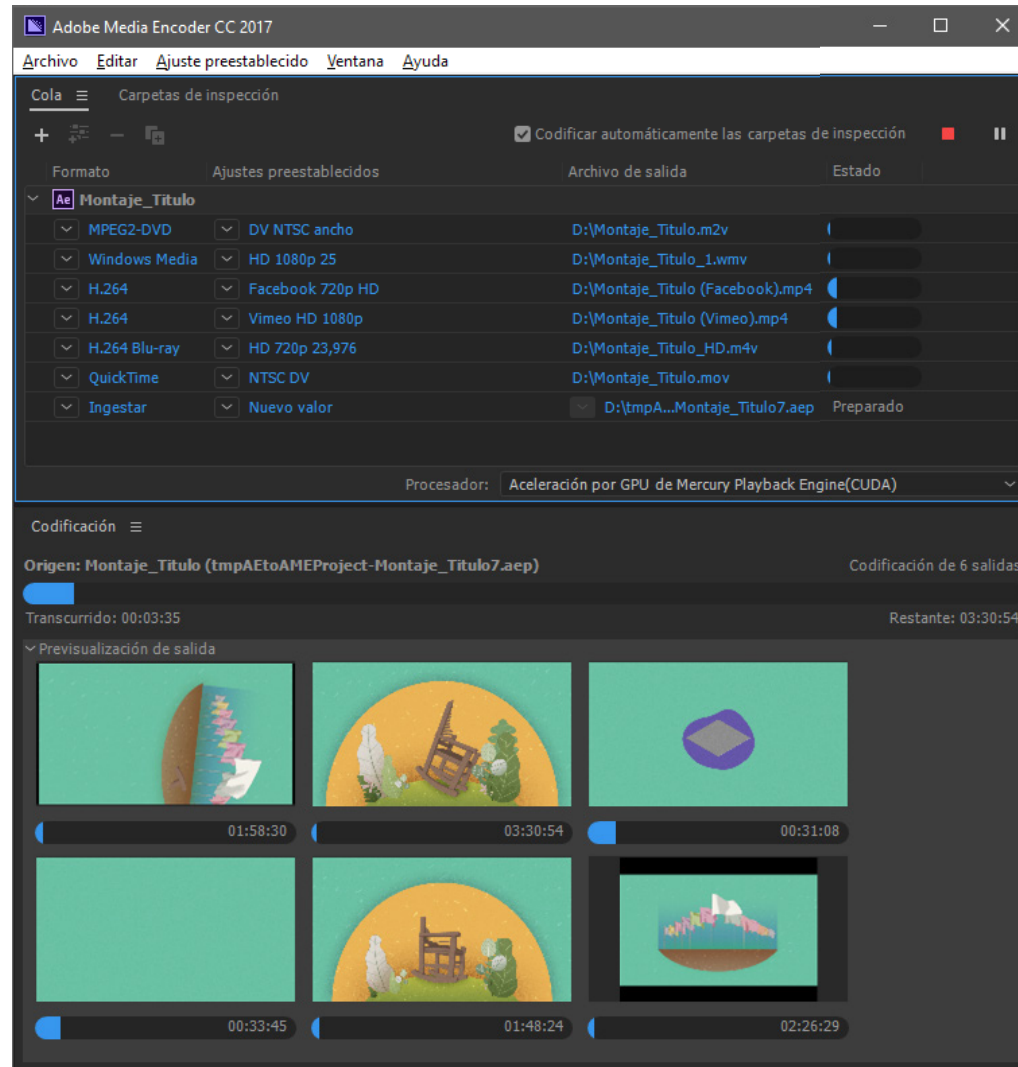 Adobe Media Encoder CC 2017
Archivo Editar Ajuste preestablecido Ventana Ayuda
Cola Carpetas de inspección
Codificar automáticamente las carpetas de inspección
Formato Ajustes preestablecidos Archivo de salida Estado
Ae Montaje_Titulo
MPEG2-DVD DV NTSC ancho D:\Montaje_Titulo.m2v
Windows Media HD 1080p 25 D:\Montaje_Titulo_1.wmv
H.264 Facebook 720p HD D:\Montaje_Titulo (Facebook).mp4
H.264 Vimeo HD 1080p D:\Montaje_Titulo (Vimeo).mp4
H.264 Blu-ray HD 720p 23,976 D:\Montaje_Titulo_HD.m4v
QuickTime NTSC DV D:\Montaje_Titulo.mov
Ingestar Nuevo valor D:\tmpA...Montaje_Titulo7.aep Preparado
Procesador: Aceleración por GPU de Mercury Playback Engine(CUDA)
Codificación
Origen: Montaje_Titulo (tmpAEtoAMEProject-Montaje_Titulo7.aep) Codificación de 6 salidas
Transcurrido: 00:03:35 Restante: 03:30:54
Previsualización de salida
01:58:30 03:30:54 00:31:08
00:33:45 01:48:24 02:26:29